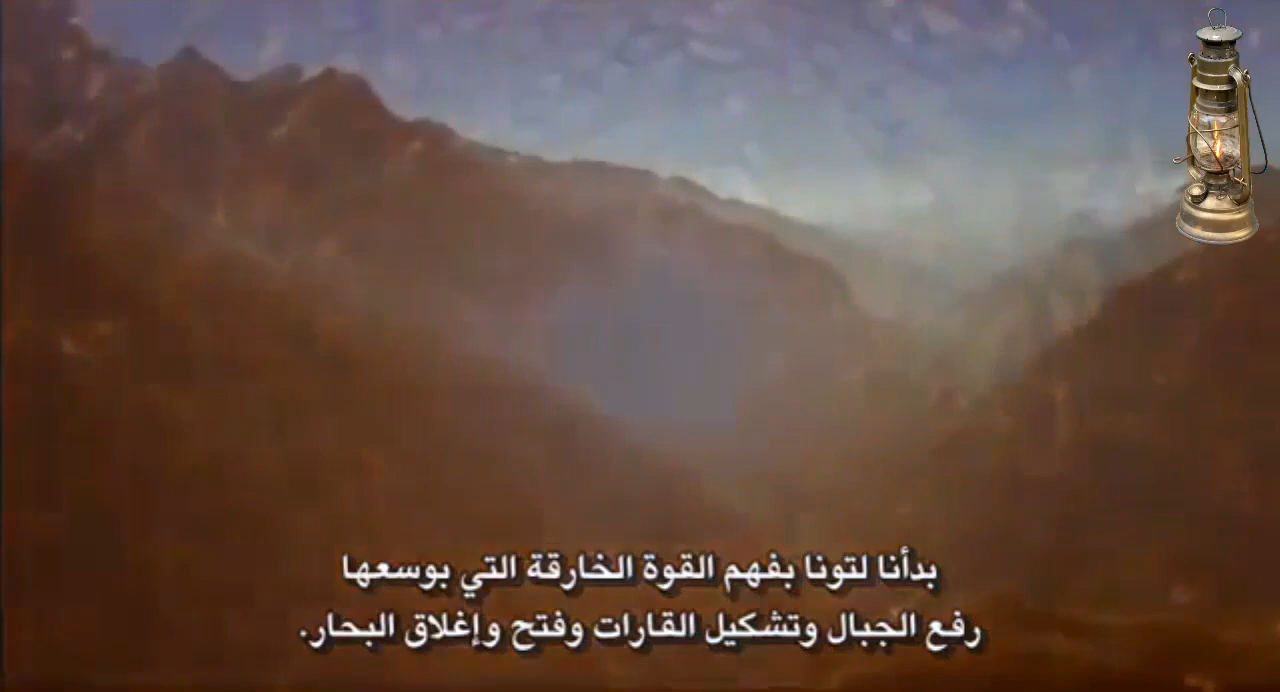 بدأنا لتونا بفهم القوة الخارقة التي بوسعها
رفع الجبال وتشكيل القارات وفتح وإغلاق البحار.